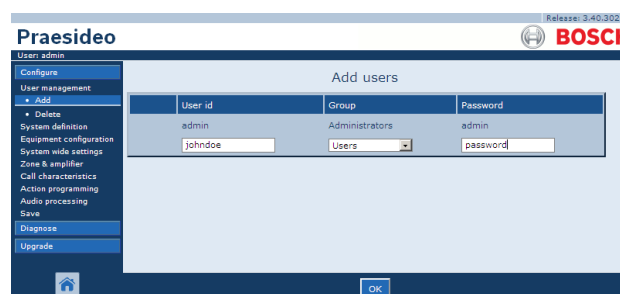 Release: 3.40.302
Praesideo
BOSCH
User: admin
Configure
User management
• Add
• Delete
System definition
Equipment configuration
System wide settings
Zone & amplifier
Call characteristics
Action programming
Audio processing
Save
Diagnose
Upgrade
Add users
User id Group Password
admin Administrators admin
johndoe Users password
OK